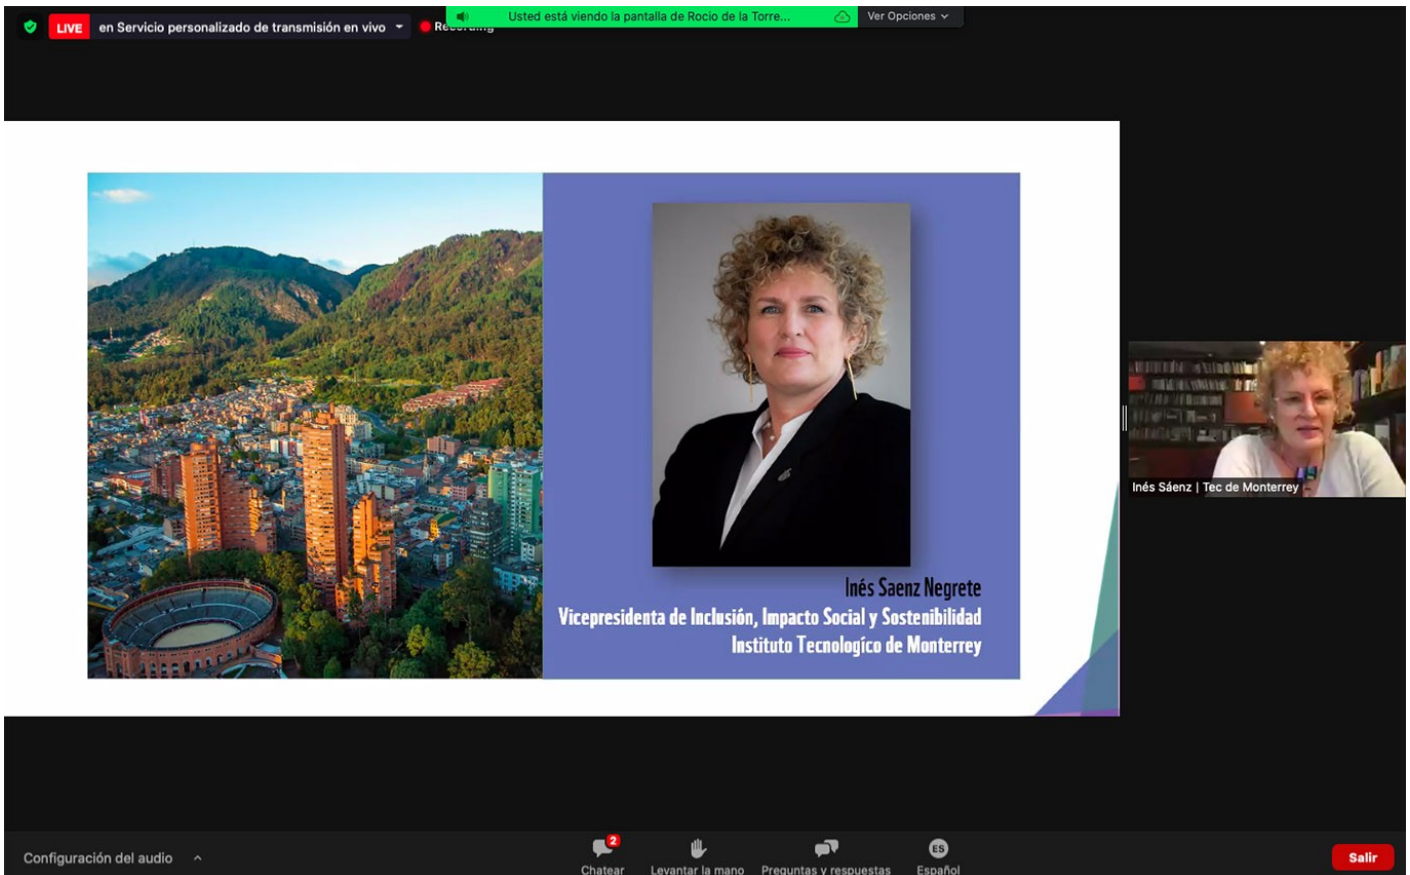 LIVE en Servicio personalizado de transmisión en vivo
Recording
Usted está viendo la pantalla de Rocio de la Torre...
Ver Opciones
Inés Saenz Negrete
Vicepresidenta de Inclusión, Impacto Social y Sostenibilidad
Instituto Tecnologíco de Monterrey
Inés Sáenz | Tec de Monterrey
Configuración del audio
2
Chatear
Levantar la mano
Preguntas y respuestas
ES
Español
Salir